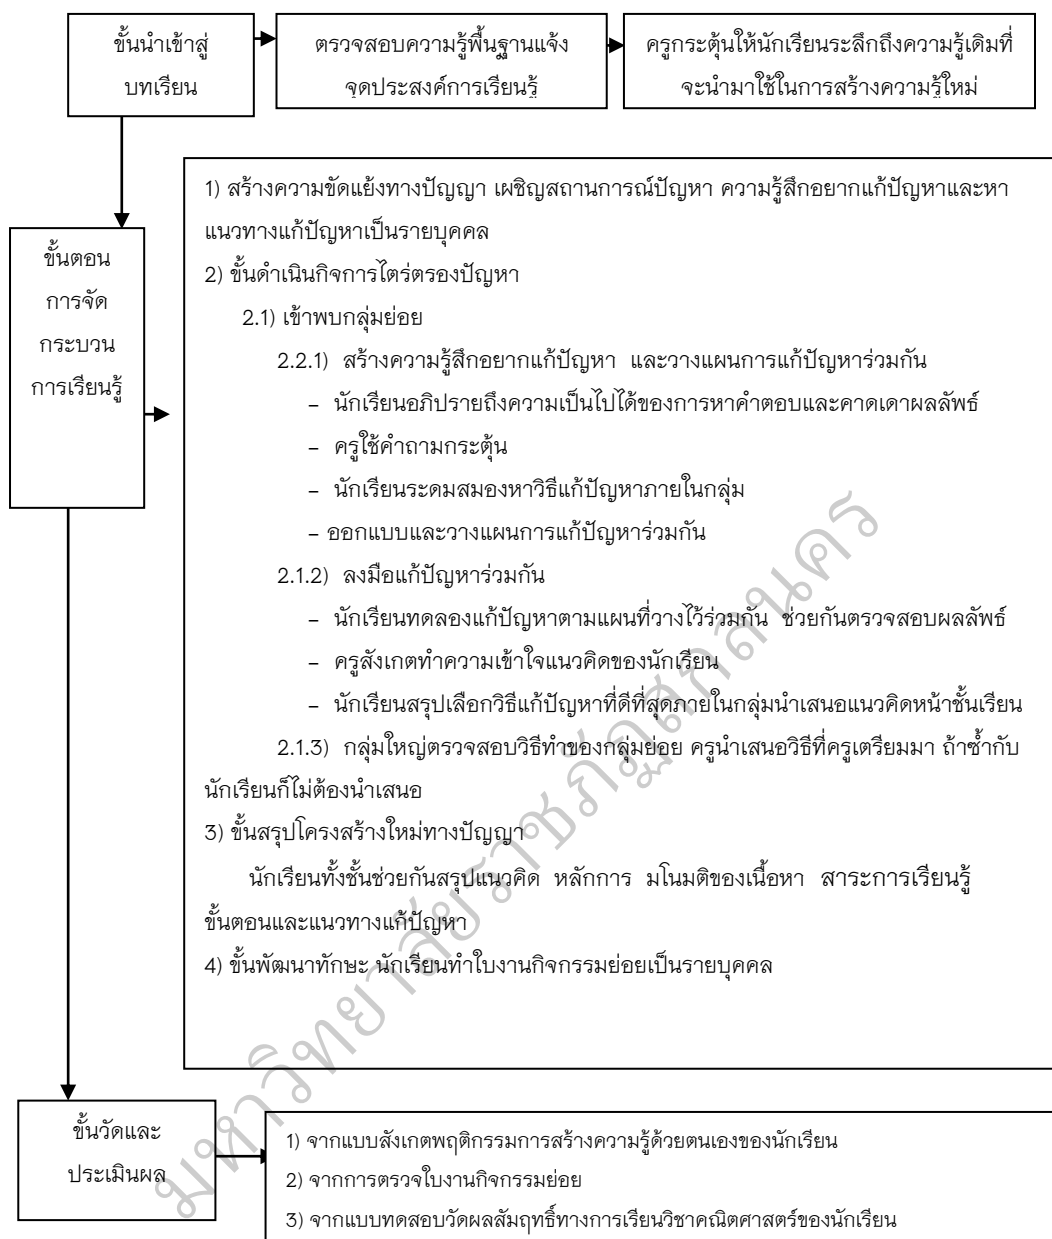 ขั้นนำเข้าสู่
บทเรียน
ตรวจสอบความรู้พื้นฐานแจ้ง
จุดประสงค์การเรียนรู้
ครูกระตุ้นให้นักเรียนระลึกถึงความรู้เดิมที่
จะนำมาใช้ในการสร้างความรู้ใหม่
ขั้นตอน
การจัด
กระบวน
การเรียนรู้
1) สร้างความขัดแย้งทางปัญญา เผชิญสถานการณ์ปัญหา ความรู้สึกอยากแก้ปัญหาและหา
แนวทางแก้ปัญหาเป็นรายบุคคล
2) ขั้นดำเนินกิจการไตร่ตรองปัญหา
2.1) เข้าพบกลุ่มย่อย
2.2.1) สร้างความรู้สึกอยากแก้ปัญหา และวางแผนการแก้ปัญหาร่วมกัน
- นักเรียนอภิปรายถึงความเป็นไปได้ของการหาคำตอบและคาดเดาผลลัพธ์
- ครูใช้คำถามกระตุ้น
- นักเรียนระดมสมองหาวิธีแก้ปัญหาภายในกลุ่ม
- ออกแบบและวางแผนการแก้ปัญหาร่วมกัน
2.1.2) ลงมือแก้ปัญหาร่วมกัน
- นักเรียนทดลองแก้ปัญหาตามแผนที่วางไว้ร่วมกัน ช่วยกันตรวจสอบผลลัพธ์
- ครูสังเกตทำความเข้าใจแนวคิดของนักเรียน
- นักเรียนสรุปเลือกวิธีแก้ปัญหาที่ดีที่สุดภายในกลุ่มนำเสนอแนวคิดหน้าชั้นเรียน
2.1.3) กลุ่มใหญ่ตรวจสอบวิธีทำของกลุ่มย่อย ครูนำเสนอวิธีที่ครูเตรียมมา ถ้าซ้ำกับ
นักเรียนก็ไม่ต้องนำเสนอ
3) ขั้นสรุปโครงสร้างใหม่ทางปัญญา
นักเรียนทั้งชั้นช่วยกันสรุปแนวคิด หลักการ มโนมติของเนื้อหา สาระการเรียนรู้
ขั้นตอนและแนวทางแก้ปัญหา
4) ขั้นพัฒนาทักษะ นักเรียนทำใบงานกิจกรรมย่อยเป็นรายบุคคล
ขั้นวัดและ
ประเมินผล
1) จากแบบสังเกตพฤติกรรมการสร้างความรู้ด้วยตนเองของนักเรียน
2) จากการตรวจใบงานกิจกรรมย่อย
3) จากแบบทดสอบวัดผลสัมฤทธิ์ทางการเรียนวิชาคณิตศาสตร์ของนักเรียน
มหาวิทยาลัยราชภัฏสกลนคร